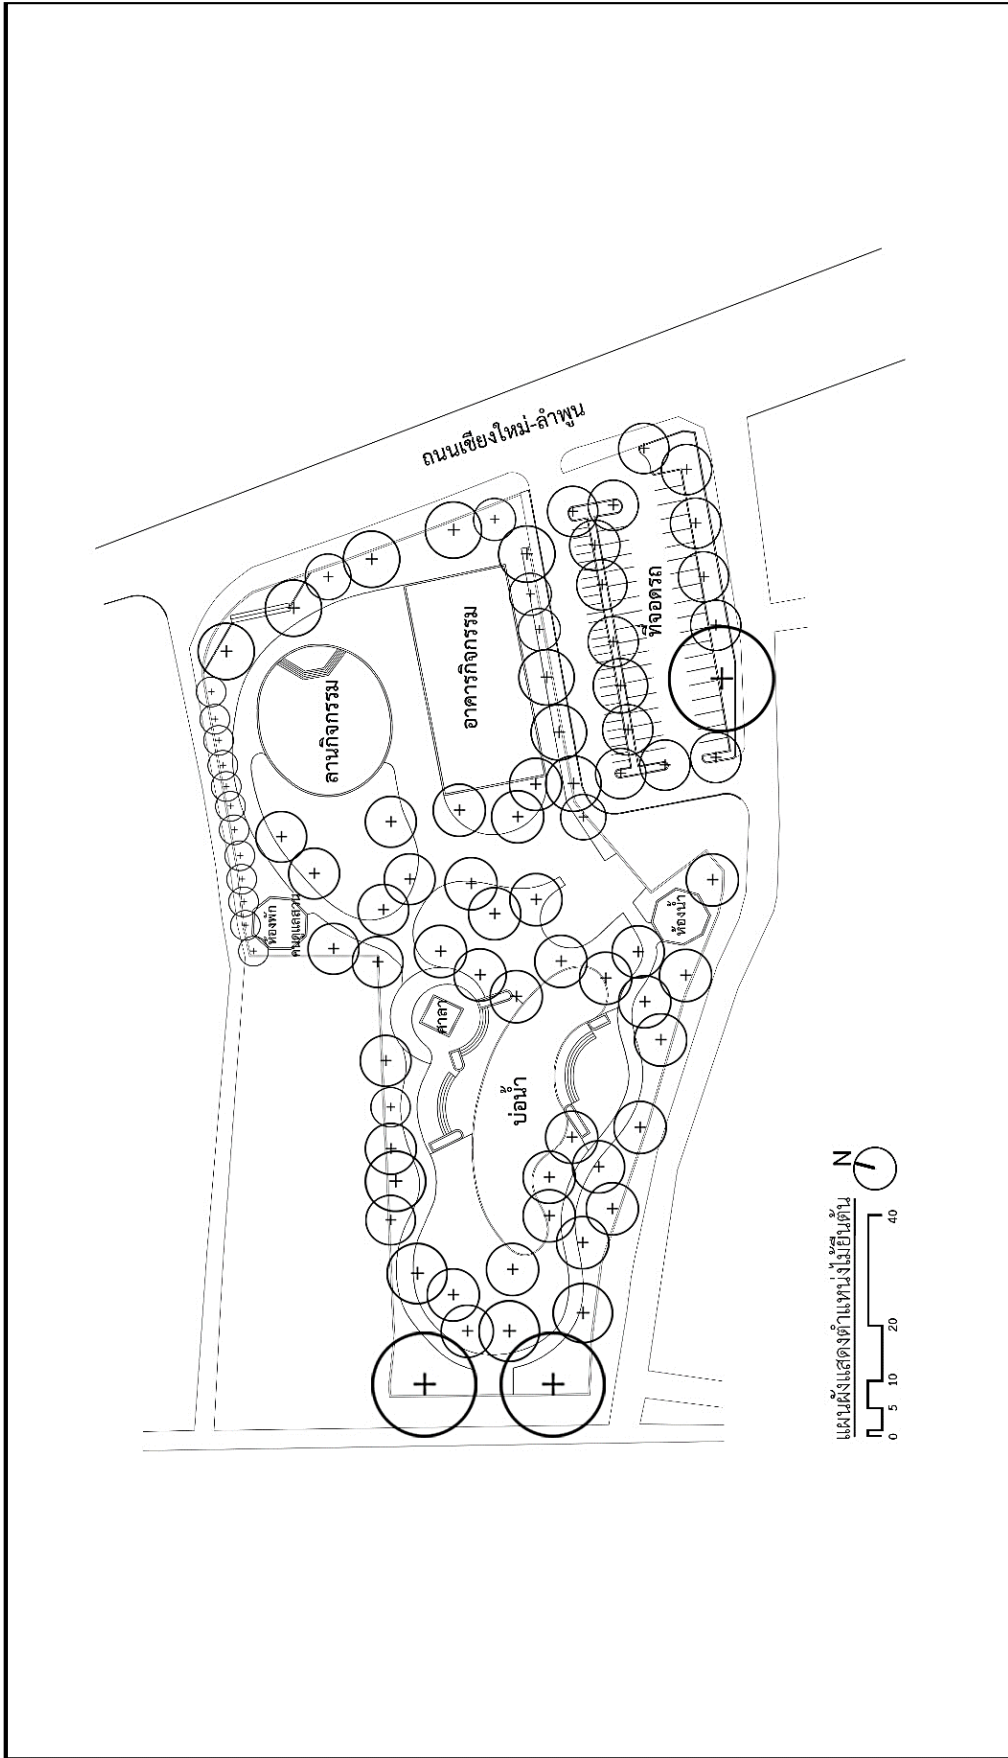 ถนนเชียงใหม่-ลำพูน
ลานกิจกรรม
อาคารกิจกรรม
ที่จอดรถ
ห้องพัก
คนดูแลสวน
ศาลา
บ่อน้ำ
ห้องน้ำ
N
แผนผังแสดงตำแหน่งไม้ยืนต้น
0 5 10 20 40